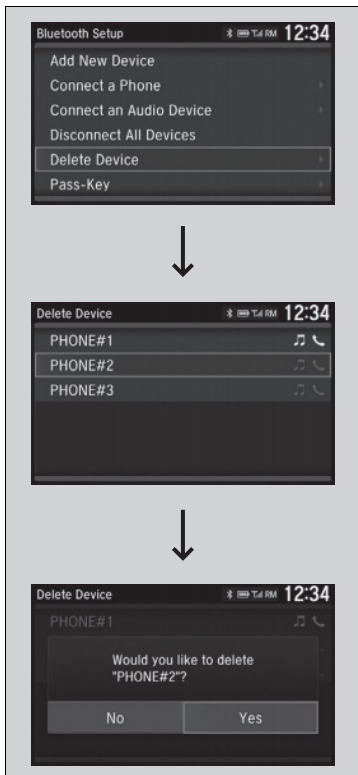 Bluetooth Setup 12:34
Add New Device
Connect a Phone
Connect an Audio Device
Disconnect All Devices
Delete Device
Pass-Key
Delete Device 12:34
PHONE#1
PHONE#2
PHONE#3
Delete Device 12:34
PHONE#1
Would you like to delete
"PHONE#2"?
No Yes